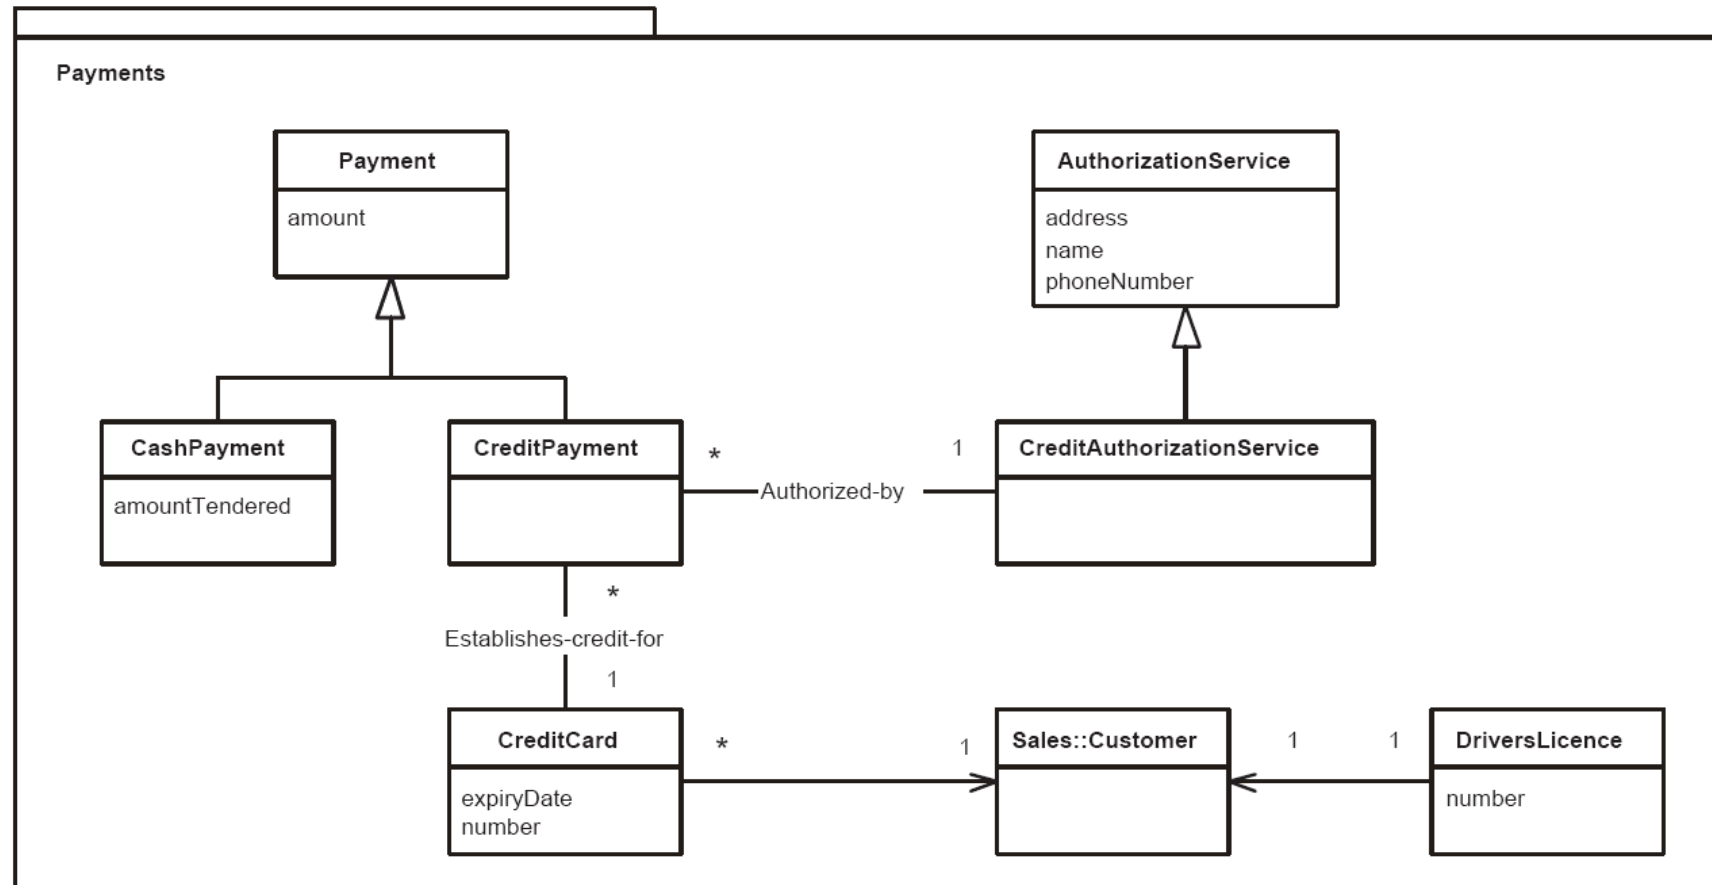 Payments
Payment
amount
AuthorizationService
address
name
phoneNumber
CashPayment
amountTendered
CreditPayment
* 1
Authorized-by
CreditAuthorizationService
*
Establishes-credit-for
1
CreditCard
expiryDate
number
* 1
Sales::Customer
1 1
DriversLicence
number